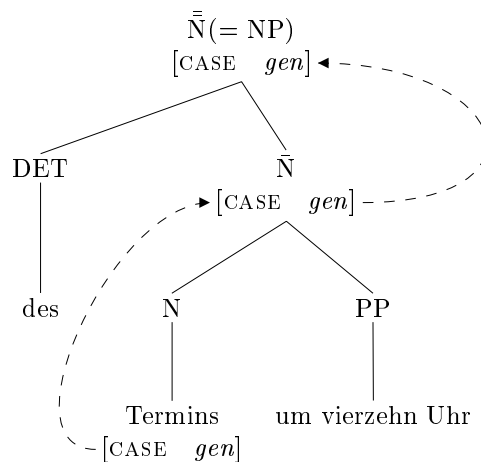 N̿(= NP)
[CASE gen]
DET N̄
[CASE gen]
des N PP
Termins um vierzehn Uhr
[CASE gen]